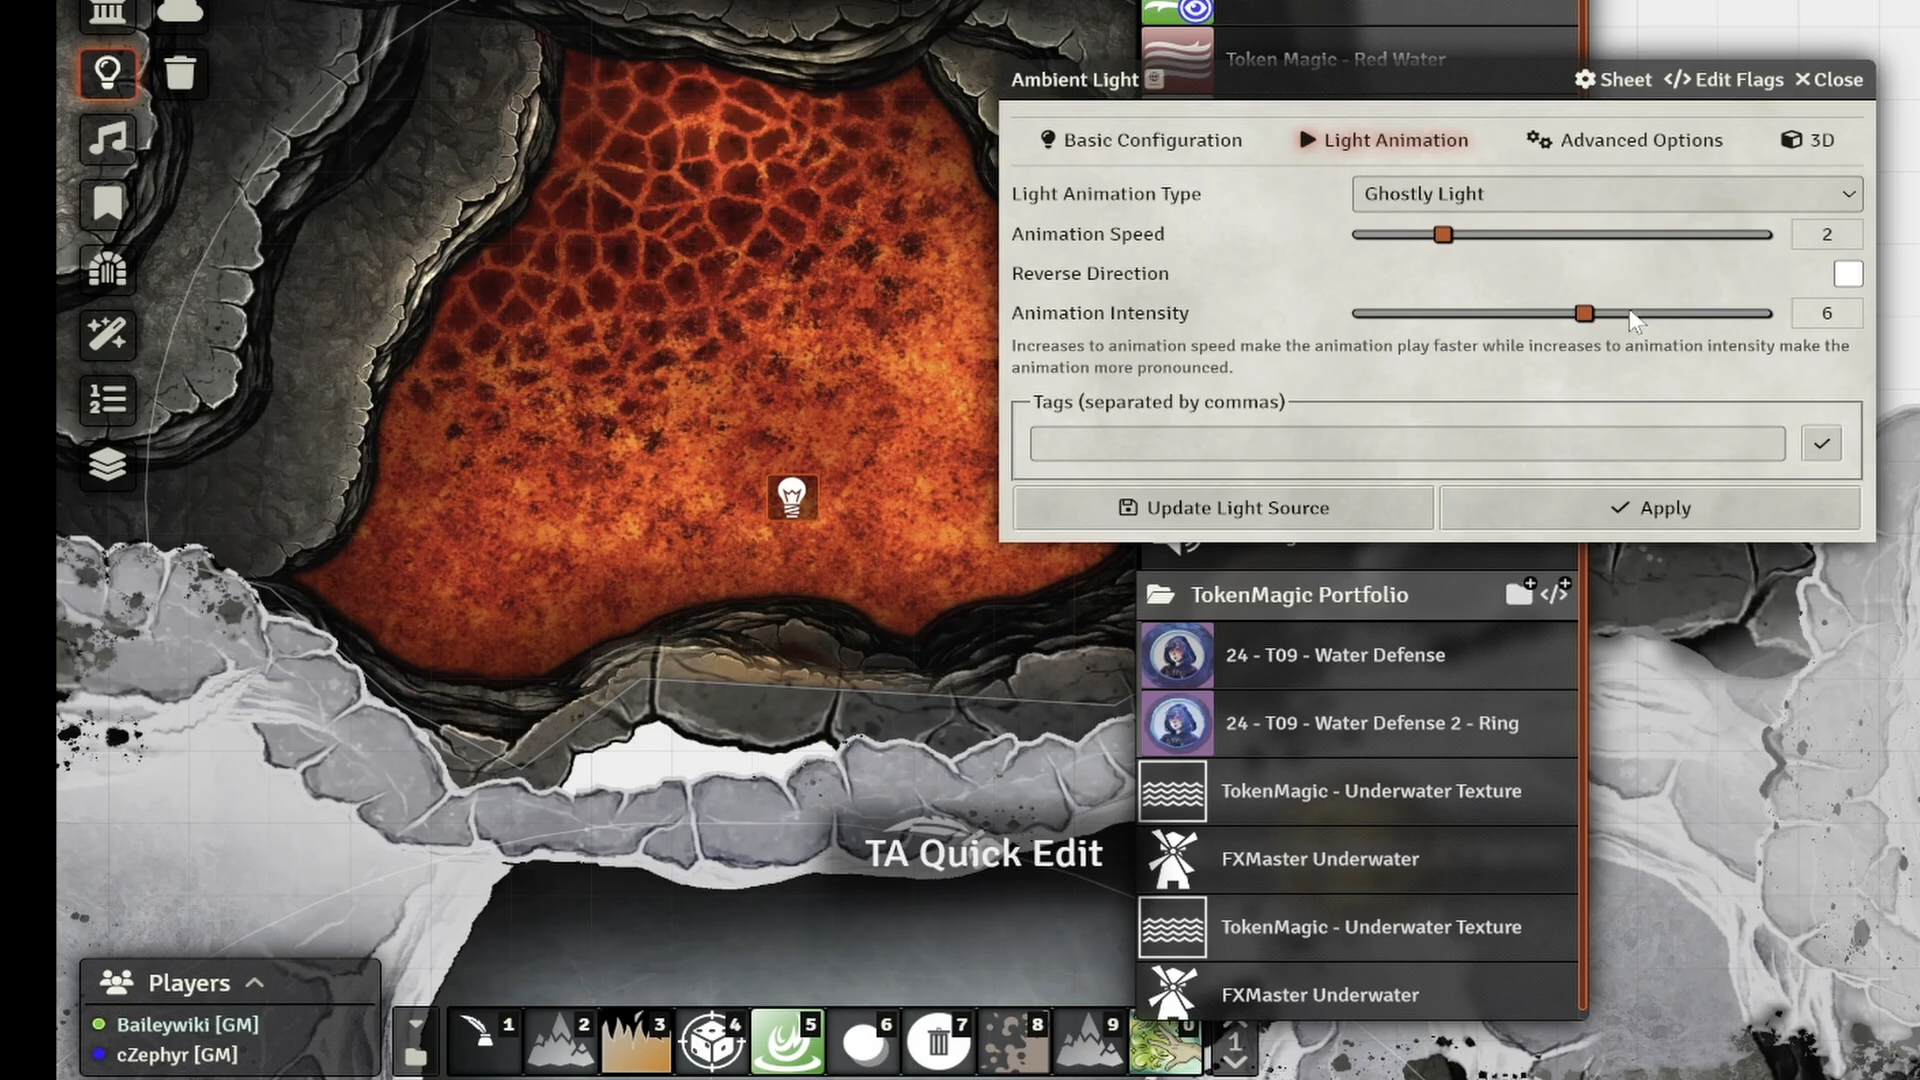 Token Magic - Red Water
Ambient Light
Sheet
Edit Flags
Close
Basic Configuration
Light Animation
Advanced Options
3D
Light Animation Type
Ghostly Light
Animation Speed
2
Reverse Direction
Animation Intensity
6
Increases to animation speed make the animation play faster while increases to animation intensity make the
animation more pronounced.
Tags (separated by commas)
Update Light Source
Apply
TokenMagic Portfolio
24 - T09 - Water Defense
24 - T09 - Water Defense 2 - Ring
TokenMagic - Underwater Texture
FXMaster Underwater
TokenMagic - Underwater Texture
FXMaster Underwater
TA Quick Edit
Players
Baileywiki [GM]
cZephyr [GM]
1
2
3
4
5
6
7
8
9
0
1